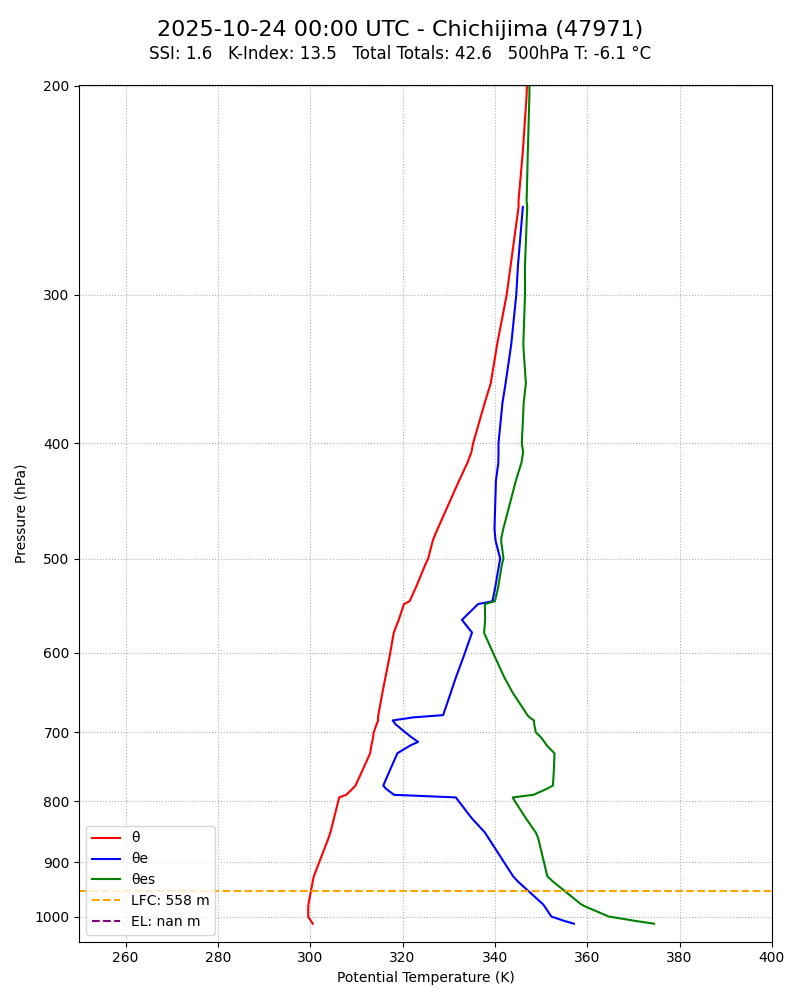 2025-10-24 00:00 UTC - Chichijima (47971)
SSI: 1.6   K-Index: 13.5   Total Totals: 42.6   500hPa T: -6.1 °C
200
300
400
500
600
700
800
900
1000
Pressure (hPa)
θ
θe
θes
LFC: 558 m
EL: nan m
260 280 300 320 340 360 380 400
Potential Temperature (K)